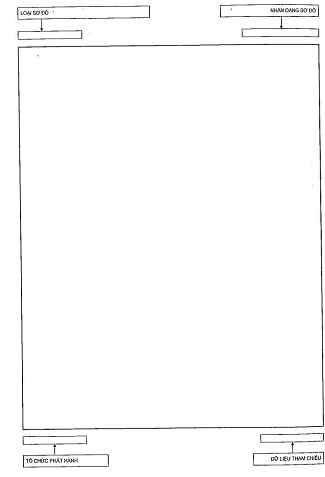 LOẠI SƠ ĐỒ
NHẬN DẠNG SƠ ĐỒ
TỔ CHỨC PHÁT HÀNH
DỮ LIỆU THAM CHIẾU